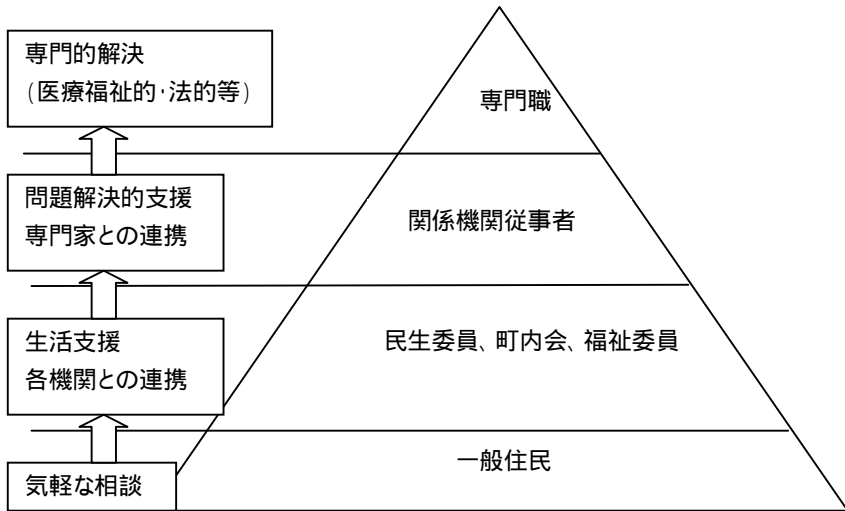 専門的解決
(医療福祉的・法的等)
専門職
問題解決的支援
専門家との連携
関係機関従事者
生活支援
各機関との連携
民生委員、町内会、福祉委員
気軽な相談
一般住民